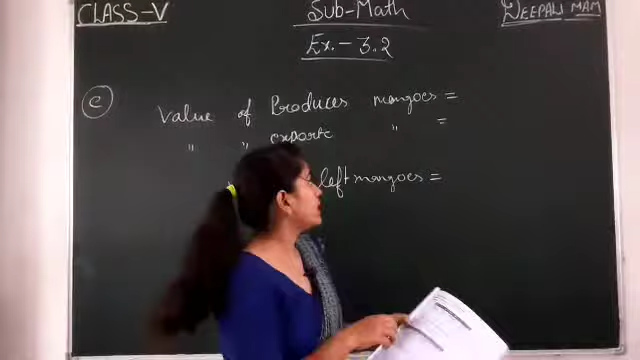 CLASS-V
Sub-Math
DEEPALI MAM
Ex.- 3.2
(e) Value of Produces mangoes =
" " exports " =
left mangoes =